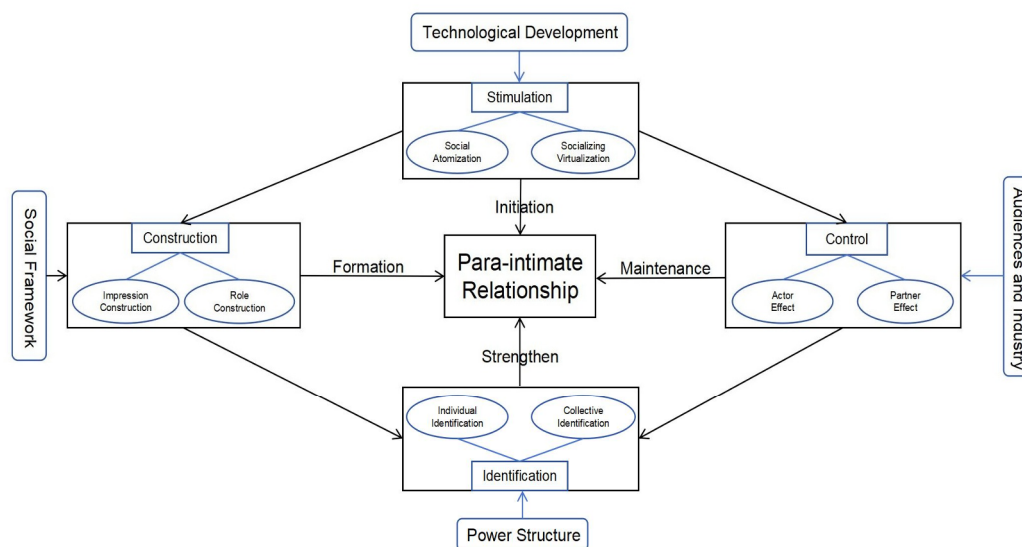 Technological Development
Stimulation
Social
Atomization
Socializing
Virtualization
Initiation
Social Framework
Construction
Impression
Construction
Role
Construction
Formation
Para-intimate
Relationship
Maintenance
Control
Actor
Effect
Partner
Effect
Audiences and Industry
Strengthen
Individual
Identification
Collective
Identification
Identification
Power Structure